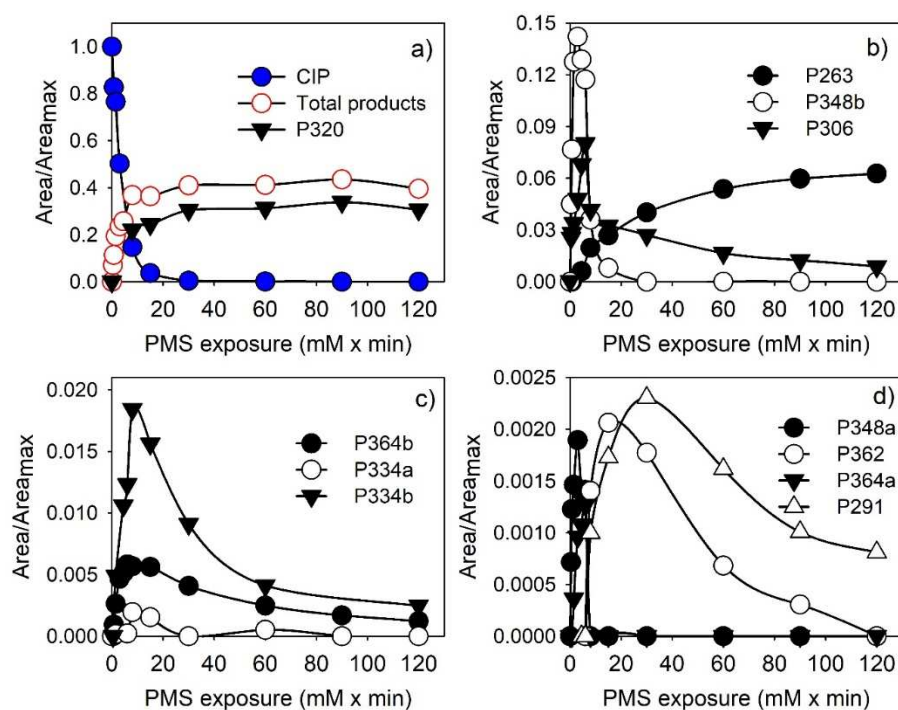 a)
1.0
0.8
0.6
0.4
0.2
0.0
Area/Area_max
CIP
Total products
P320
0 20 40 60 80 100 120
PMS exposure (mM x min)
b)
0.15
0.12
0.09
0.06
0.03
0.00
Area/Area_max
P263
P348b
P306
0 20 40 60 80 100 120
PMS exposure (mM x min)
c)
0.020
0.015
0.010
0.005
0.000
Area/Area_max
P364b
P334a
P334b
0 20 40 60 80 100 120
PMS exposure (mM x min)
d)
0.0025
0.0020
0.0015
0.0010
0.0005
0.0000
Area/Area_max
P348a
P362
P364a
P291
0 20 40 60 80 100 120
PMS exposure (mM x min)